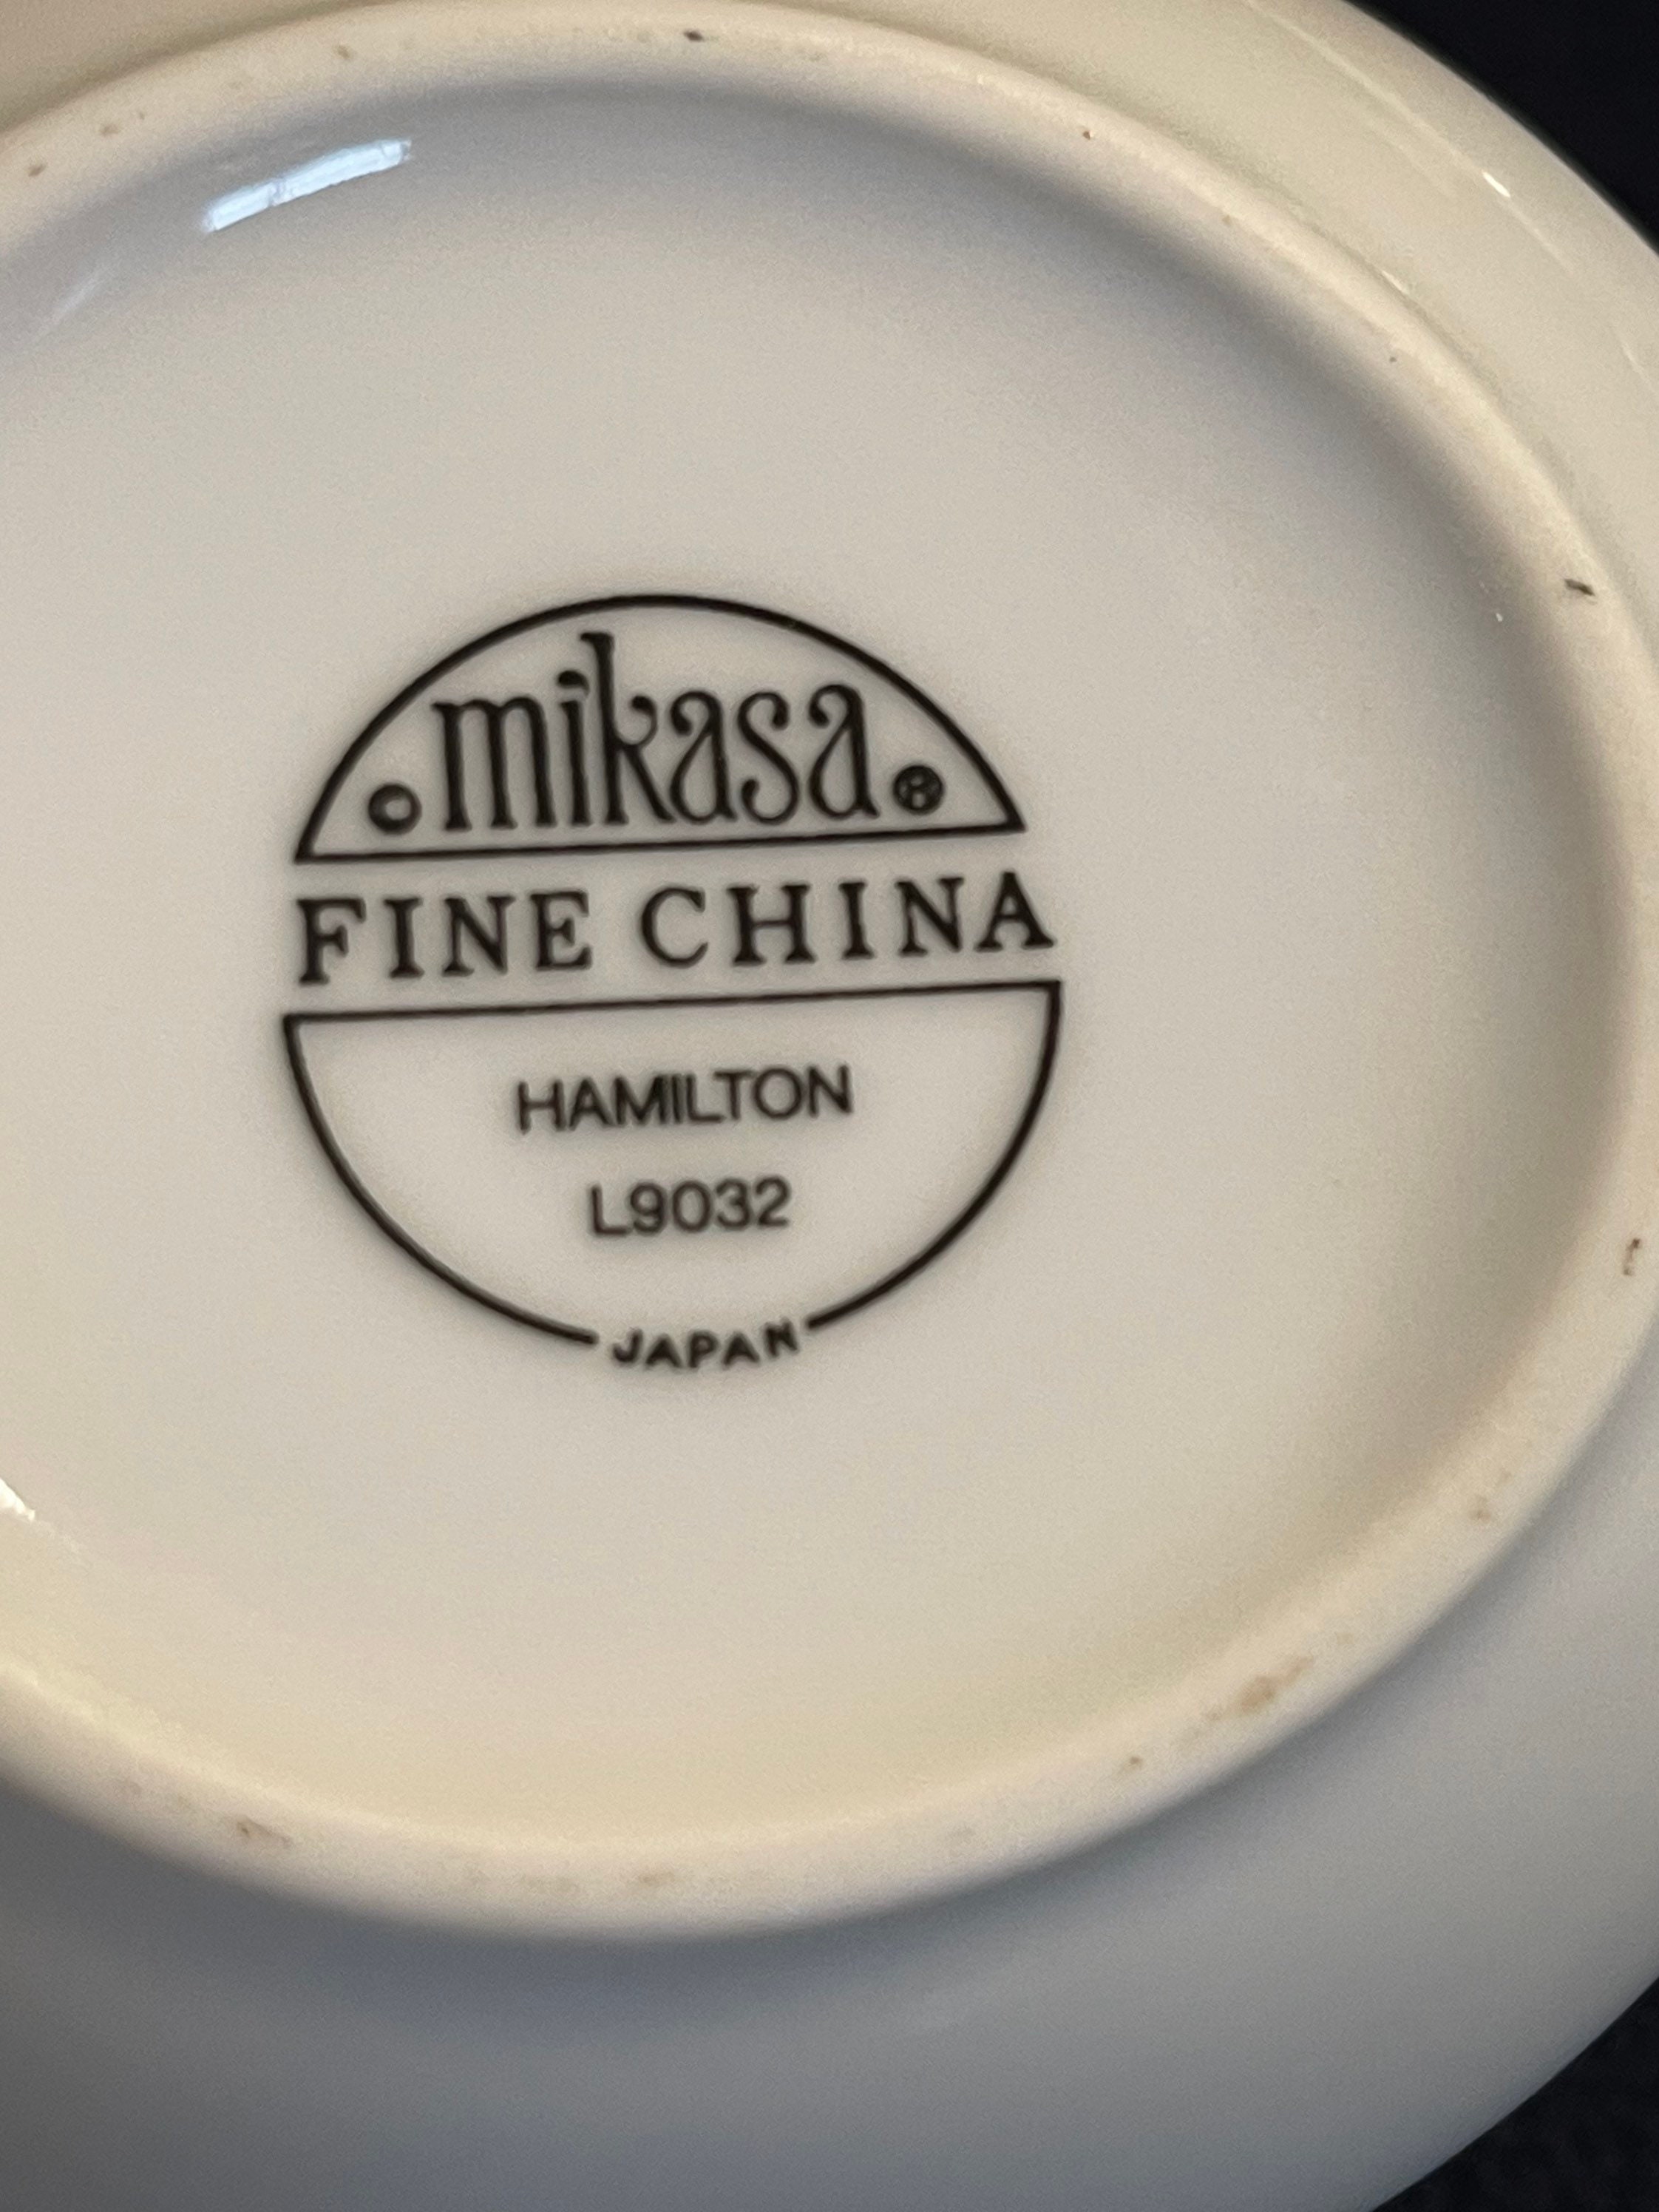 © mikasa ®
FINE CHINA
HAMILTON
L9032
JAPAN